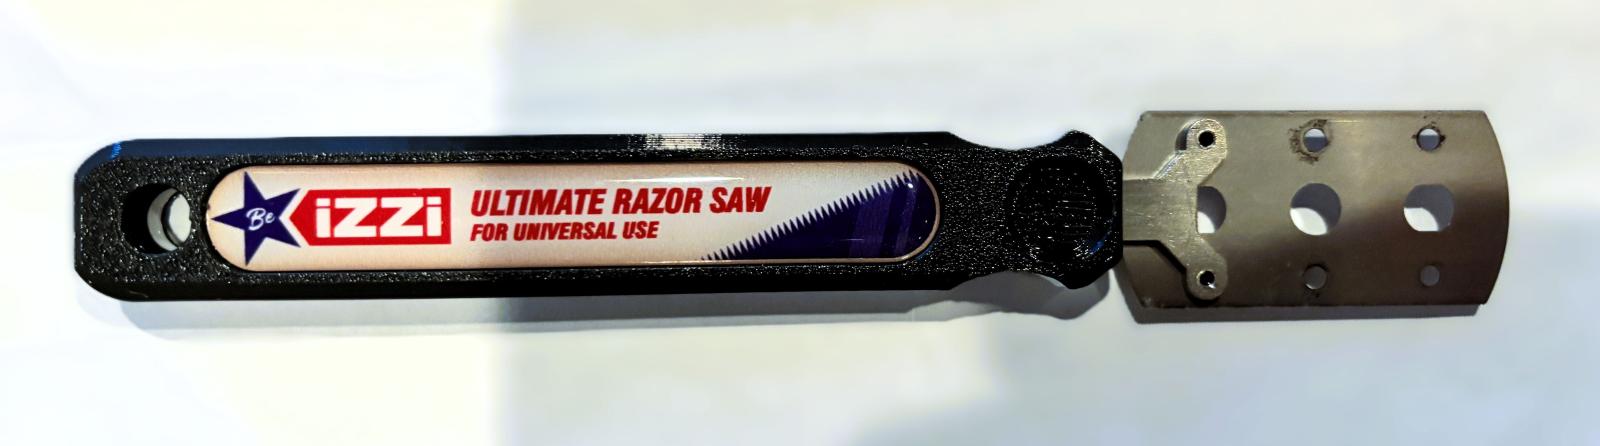 Be
iZZi
ULTIMATE RAZOR SAW
FOR UNIVERSAL USE